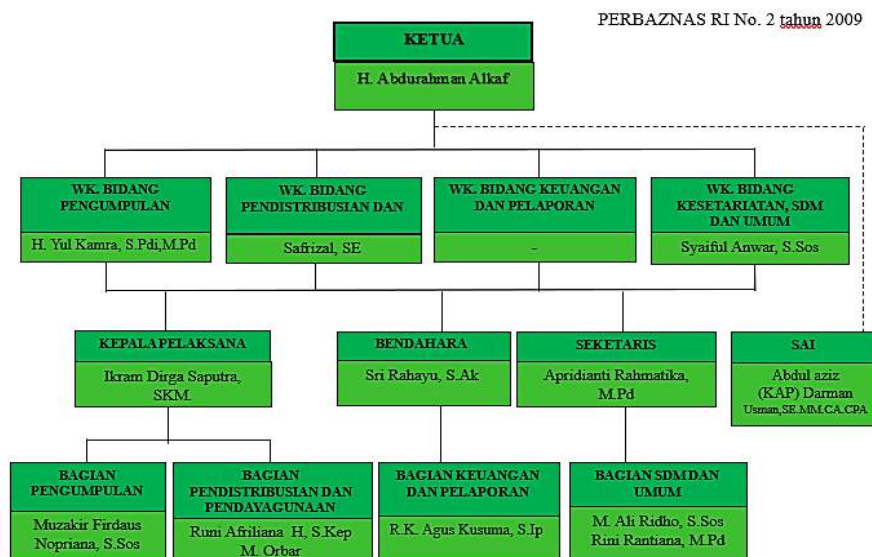 PERBAZNAS RI No. 2 tahun 2009
KETUA
H. Abdurahman Alkaf
WK. BIDANG
PENGUMPULAN
H. Yul Kamra, S.Pdi,M.Pd
WK. BIDANG
PENDISTRIBUSIAN DAN
Safrizal, SE
WK. BIDANG KEUANGAN
DAN PELAPORAN
-
WK. BIDANG
KESETARIATAN, SDM
DAN UMUM
Syaiful Anwar, S.Sos
KEPALA PELAKSANA
Ikram Dirga Saputra,
SKM.
BENDAHARA
Sri Rahayu, S.Ak
SEKETARIS
Apridianti Rahmatika,
M.Pd
SAI
Abdul aziz
(KAP) Darman
Usman,SE.MM.CA.CPA
BAGIAN
PENGUMPULAN
Muzakir Firdaus
Nopriana, S.Sos
BAGIAN
PENDISTRIBUSIAN DAN
PENDAYAGUNAAN
Runi Afriliana H, S.Kep
M. Orbar
BAGIAN KEUANGAN
DAN PELAPORAN
R.K. Agus Kusuma, S.Ip
BAGIAN SDM DAN
UMUM
M. Ali Ridho, S.Sos
Rini Rantiana, M.Pd